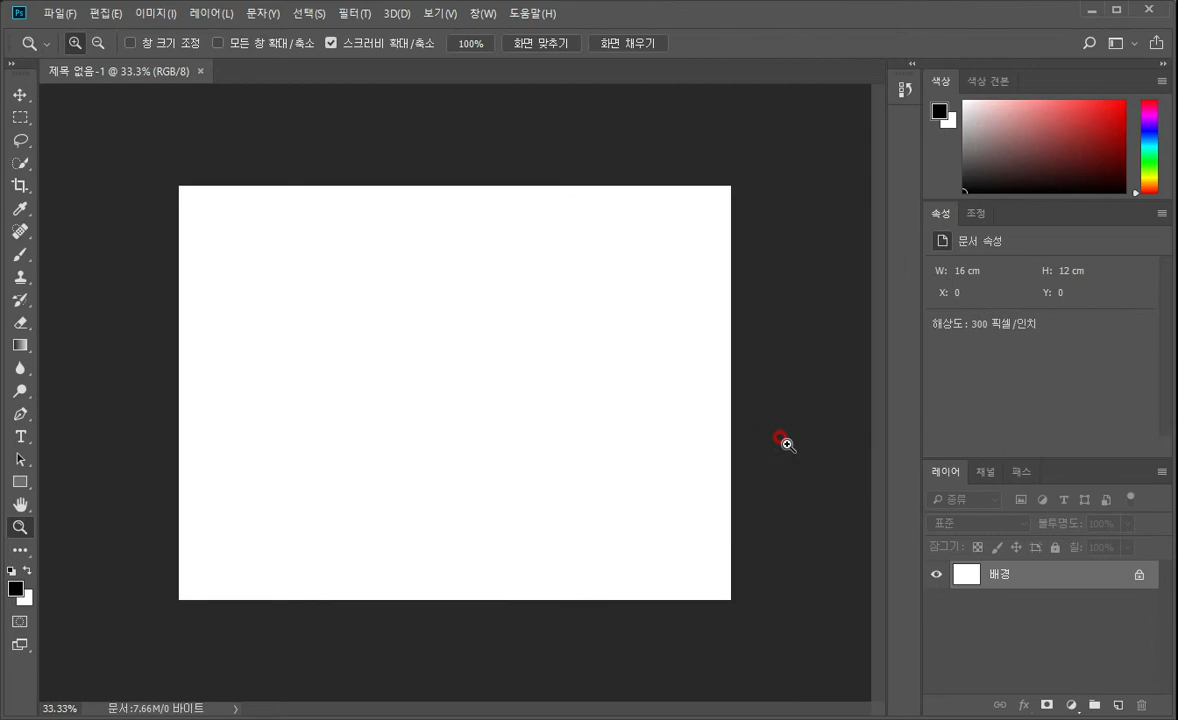 Ps 파일(F) 편집(E) 이미지(I) 레이어(L) 문자(Y) 선택(S) 필터(T) 3D(D) 보기(V) 창(W) 도움말(H)
창 크기 조정 모든 창 확대/축소 스크러비 확대/축소 100% 화면 맞추기 화면 채우기
제목 없음-1 @ 33.3% (RGB/8) ×
색상 색상 견본
속성 조정
문서 속성
W: 16 cm H: 12 cm
X: 0 Y: 0
해상도: 300 픽셀/인치
레이어 채널 패스
종류
표준 불투명도: 100%
잠그기: 칠: 100%
배경
fx
33.33% 문서:7.66M/0 바이트